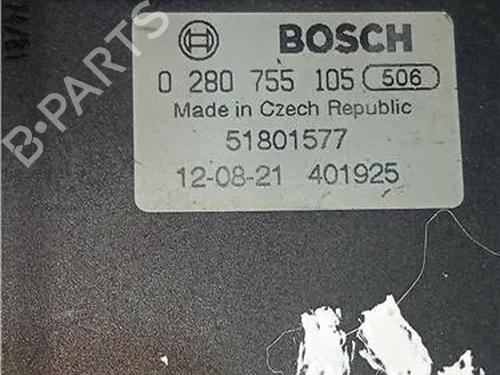 BOSCH
0 280 755 105 506
Made in Czech Republic
51801577
12-08-21 401925
B-PARTS